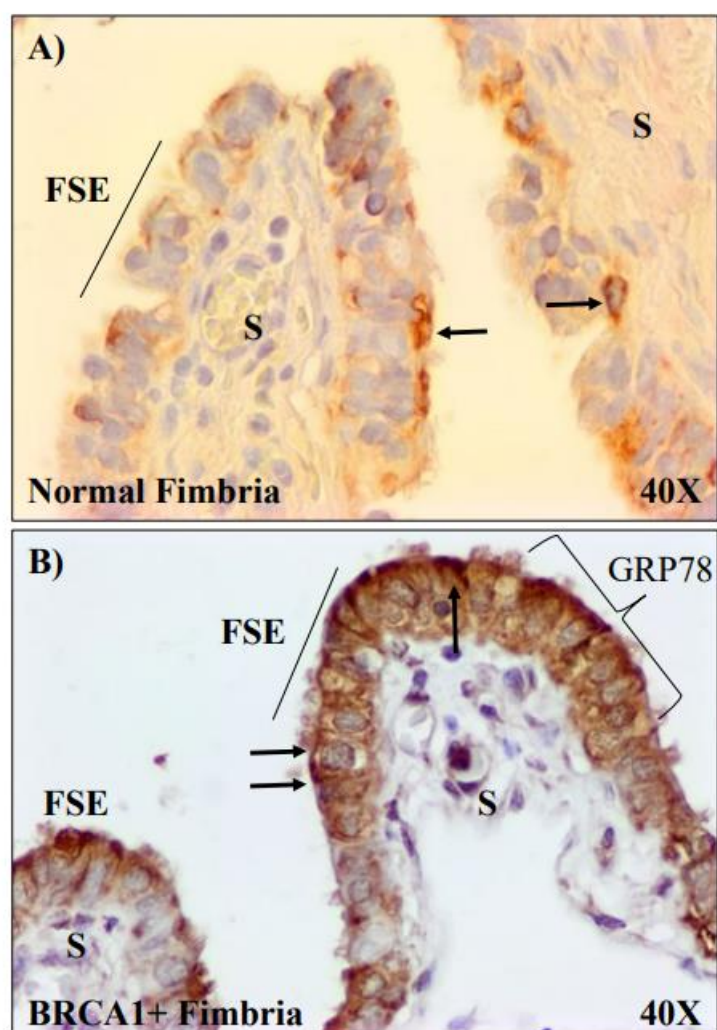 A)
S
FSE
S
Normal Fimbria
40X
B)
GRP78
FSE
FSE
S
S
BRCA1+ Fimbria
40X